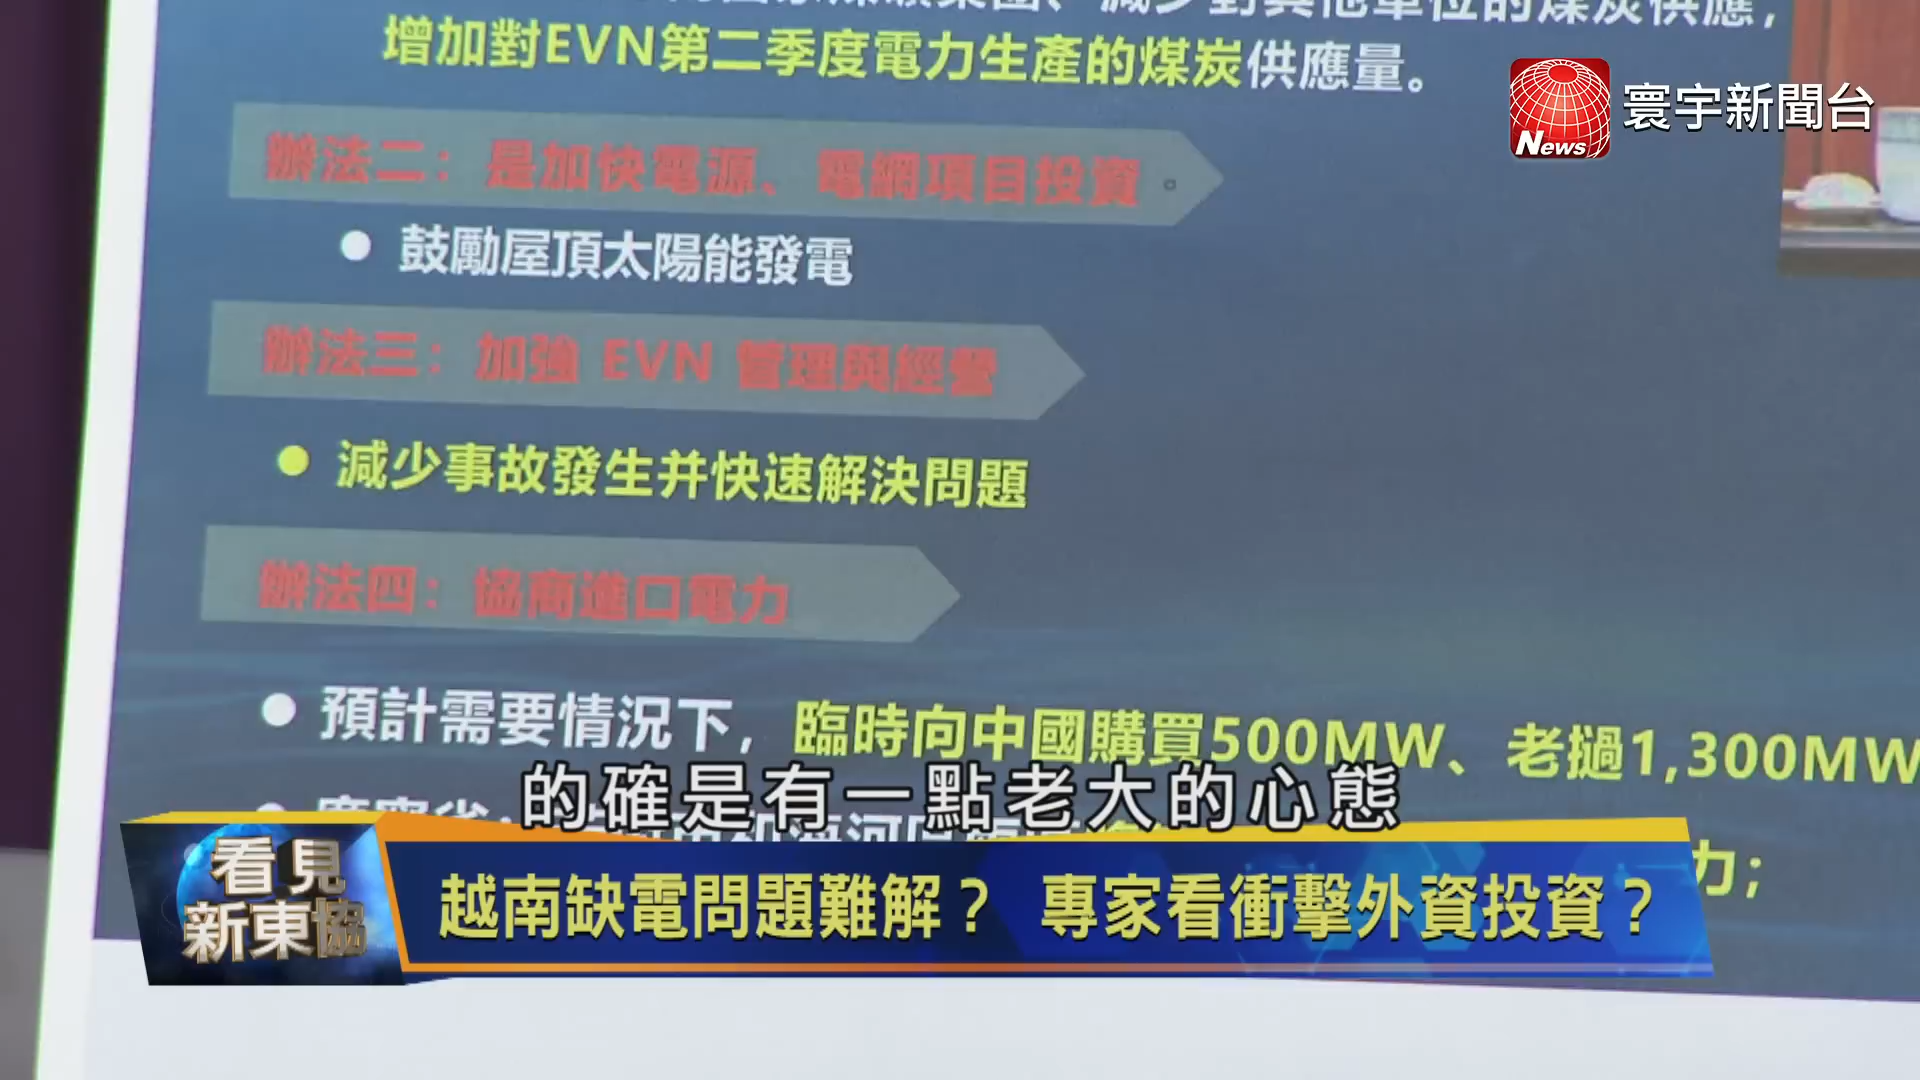 增加對EVN第二季度電力生產的煤炭供應量。
News 寰宇新聞台
辦法二：是加快電源、電網項目投資。
鼓勵屋頂太陽能發電
辦法三：加強 EVN 管理與經營
減少事故發生并快速解決問題
辦法四：協商進口電力
預計需要情況下，臨時向中國購買500MW、老撾1,300MW
的確是有一點老大的心態
力；
看見新東協
越南缺電問題難解？ 專家看衝擊外資投資？